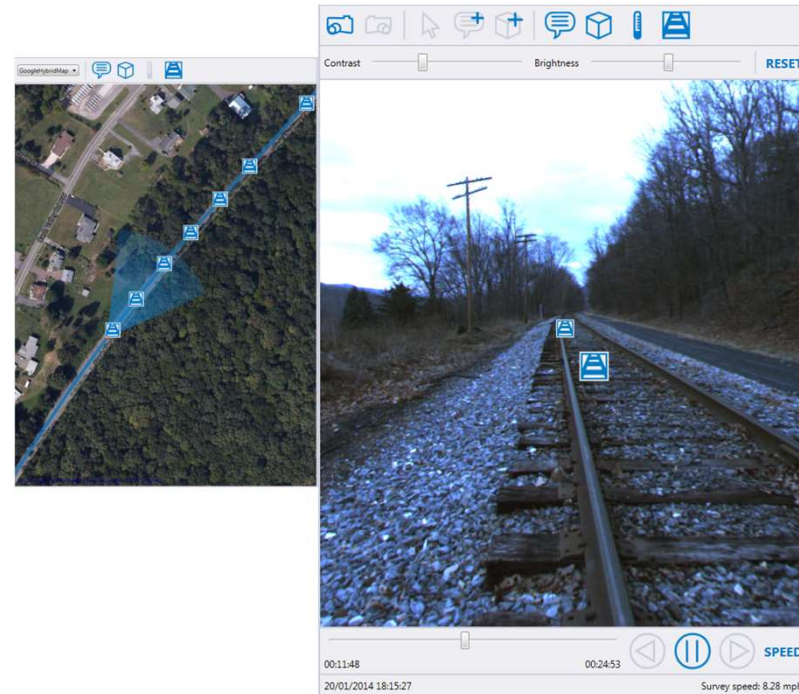 GoogleHybridMap
Contrast
Brightness
RESET
00:11:48
00:24:53
SPEED
20/01/2014 18:15:27
Survey speed: 8.28 mph